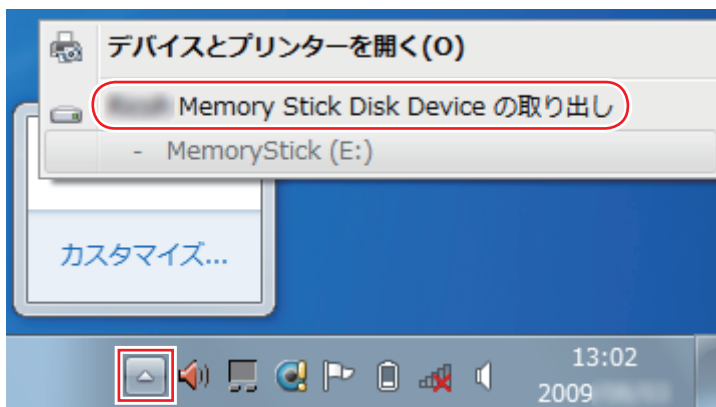 デバイスとプリンターを開く(O)
Memory Stick Disk Device の取り出し
- MemoryStick (E:)
カスタマイズ...
13:02
2009